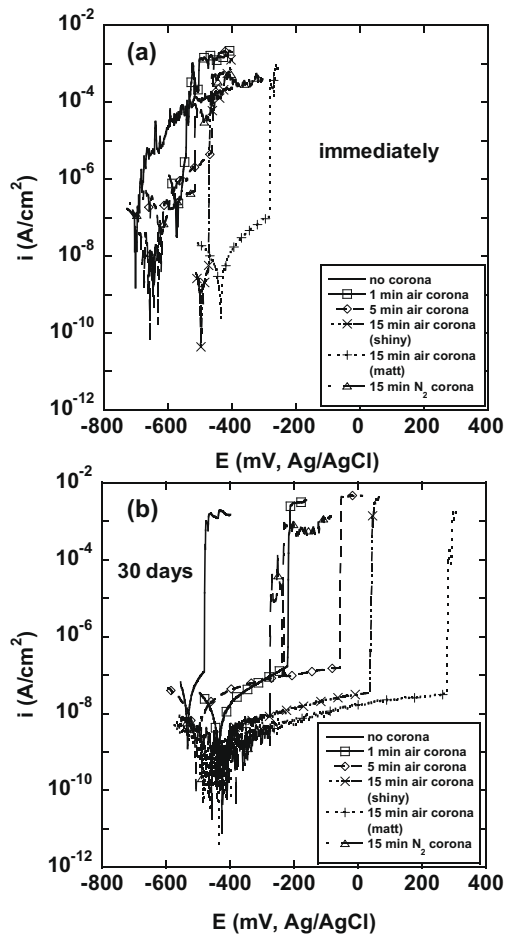 (a)
immediately
i (A/cm²)
10⁻²
10⁻⁴
10⁻⁶
10⁻⁸
10⁻¹⁰
10⁻¹²
no corona
1 min air corona
5 min air corona
15 min air corona
(shiny)
15 min air corona
(matt)
15 min N₂ corona
-800 -600 -400 -200 0 200 400
E (mV, Ag/AgCl)
(b)
30 days
i (A/cm²)
10⁻²
10⁻⁴
10⁻⁶
10⁻⁸
10⁻¹⁰
10⁻¹²
no corona
1 min air corona
5 min air corona
15 min air corona
(shiny)
15 min air corona
(matt)
15 min N₂ corona
-800 -600 -400 -200 0 200 400
E (mV, Ag/AgCl)